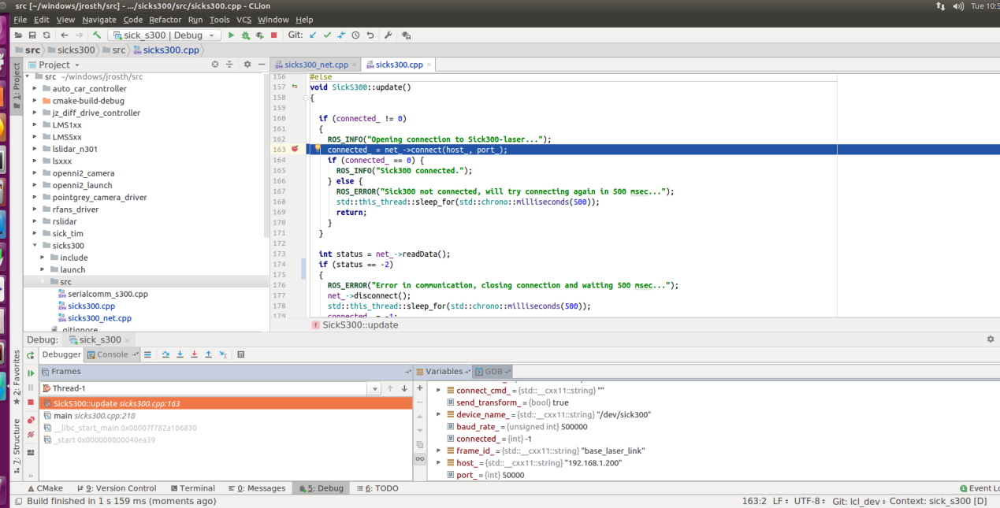 src [~/windows/jrosth/src] - .../sicks300/src/sicks300.cpp - CLion
Tue 10:5
File Edit View Navigate Code Refactor Run Tools VCS Window Help
sick_s300 | Debug Git:
src sicks300 src sicks300.cpp
1: Project
Project
sicks300_net.cpp sicks300.cpp
src ~/windows/jrosth/src
auto_car_controller
cmake-build-debug
jz_diff_drive_controller
LMS1xx
LMS5xx
lslidar_n301
lsxxx
openni2_camera
openni2_launch
pointgrey_camera_driver
rfans_driver
rslidar
sick_tim
sicks300
include
launch
src
serialcomm_s300.cpp
sicks300.cpp
sicks300_net.cpp
.gitignore
156 #else
157 void SickS300::update()
158 {
159
160 if (connected_ != 0)
161 {
162 ROS_INFO("Opening connection to Sick300-laser...");
163 connected_ = net_->connect(host_, port_);
164 if (connected_ == 0) {
165 ROS_INFO("Sick300 connected.");
166 } else {
167 ROS_ERROR("Sick300 not connected, will try connecting again in 500 msec...");
168 std::this_thread::sleep_for(std::chrono::milliseconds(500));
169 return;
170 }
171 }
172
173 int status = net_->readData();
174 if (status == -2)
175 {
176 ROS_ERROR("Error in communication, closing connection and waiting 500 msec...");
177 net_->disconnect();
178 std::this_thread::sleep_for(std::chrono::milliseconds(500));
179 connected_ = -1;
f SickS300::update
Debug: sick_s300
Debugger Console
Frames
Thread-1
SickS300::update sicks300.cpp:163
main sicks300.cpp:218
__libc_start_main 0x00007f782a106830
_start 0x000000000040ea39
Variables GDB
connect_cmd_ = {std::__cxx11::string} ""
send_transform_ = {bool} true
device_name_ = {std::__cxx11::string} "/dev/sick300"
baud_rate_ = {unsigned int} 500000
connected_ = {int} -1
frame_id_ = {std::__cxx11::string} "base_laser_link"
host_ = {std::__cxx11::string} "192.168.1.200"
port_ = {int} 50000
2: Favorites
7: Structure
CMake 9: Version Control Terminal 0: Messages 5: Debug 6: TODO
Event Lo
Build finished in 1 s 159 ms (moments ago)
163:2 LF UTF-8 Git: lcl_dev Context: sick_s300 [D]